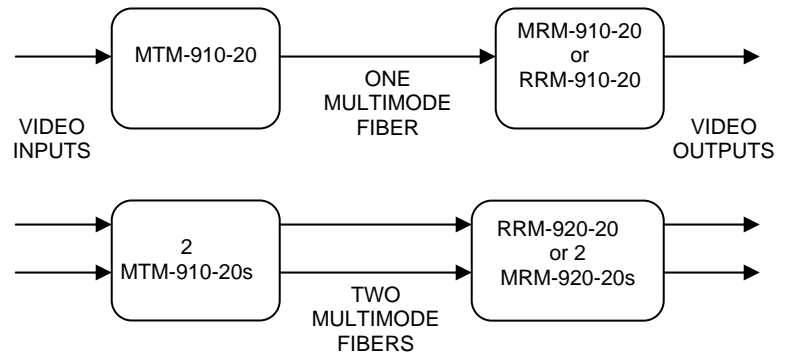 MTM-910-20
MRM-910-20
or
RRM-910-20
ONE
MULTIMODE
FIBER
VIDEO
INPUTS
VIDEO
OUTPUTS
2
MTM-910-20s
RRM-920-20
or 2
MRM-920-20s
TWO
MULTIMODE
FIBERS